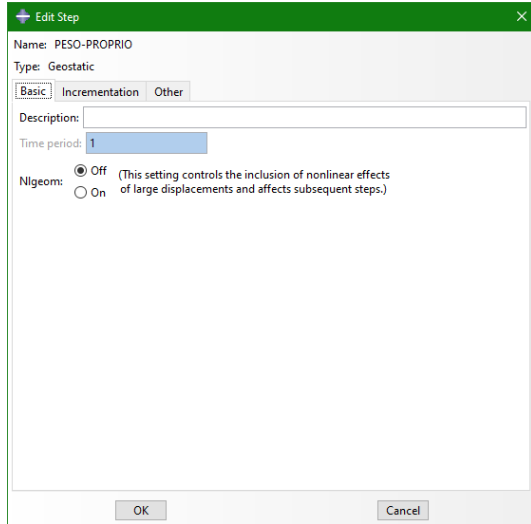 Edit Step
Name: PESO-PROPRIO
Type: Geostatic
Basic Incrementation Other
Description:
Time period: 1
Nlgeom:
Off (This setting controls the inclusion of nonlinear effects
On of large displacements and affects subsequent steps.)
OK Cancel